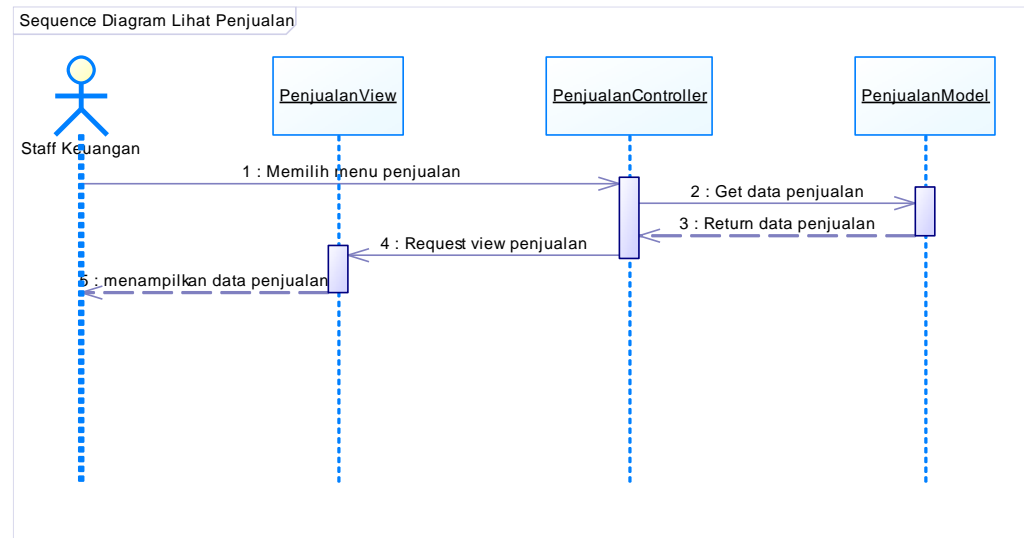 Sequence Diagram Lihat Penjualan
PenjualanView
PenjualanController
PenjualanModel
Staff Keuangan
1 : Memilih menu penjualan
2 : Get data penjualan
3 : Return data penjualan
4 : Request view penjualan
5 : menampilkan data penjualan